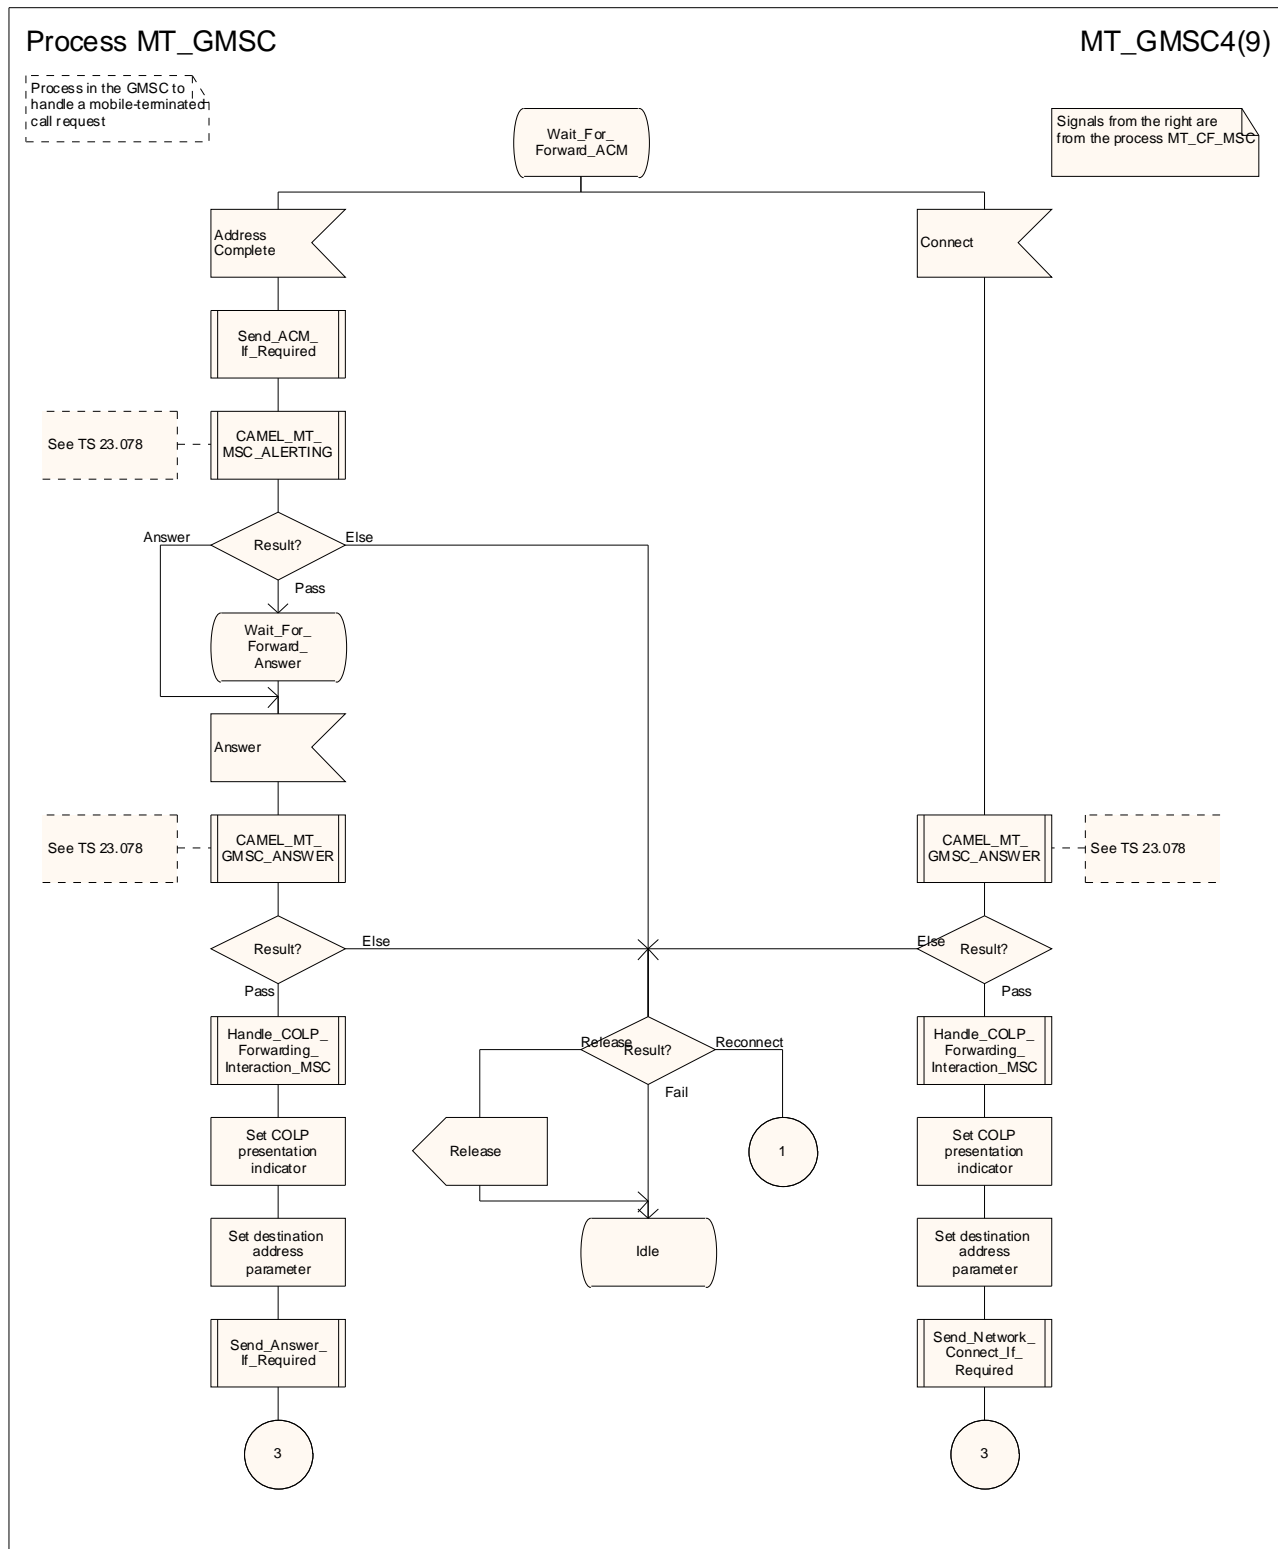 Process MT_GMSC
MT_GMSC4(9)
Process in the GMSC to
handle a mobile-terminated
call request
Signals from the right are
from the process MT_CF_MSC
Wait_For_
Forward_ACM
Address
Complete
Connect
Send_ACM_
If_Required
See TS 23.078
CAMEL_MT_
MSC_ALERTING
Answer
Result?
Else
Pass
Wait_For_
Forward_
Answer
Answer
See TS 23.078
CAMEL_MT_
GMSC_ANSWER
CAMEL_MT_
GMSC_ANSWER
See TS 23.078
Result?
Else
Else
Result?
Pass
Pass
Handle_COLP_
Forwarding_
Interaction_MSC
Release
Result?
Reconnect
Fail
Handle_COLP_
Forwarding_
Interaction_MSC
Set COLP
presentation
indicator
Release
1
Set COLP
presentation
indicator
Set destination
address
parameter
Idle
Set destination
address
parameter
Send_Answer_
If_Required
Send_Network_
Connect_If_
Required
3
3